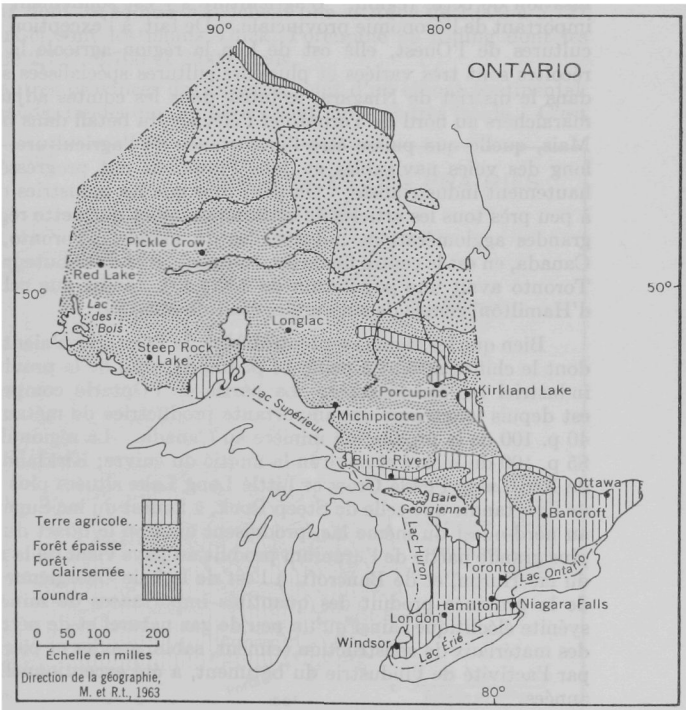 90°
80°
ONTARIO
Pickle Crow
Red Lake
50°
50°
Lac
des
Bois
Longlac
Steep Rock
Lake
Porcupine
Kirkland Lake
Lac Supérieur
Michipicoten
Blind River
Ottawa
Baie
Georgienne
Bancroft
Lac Huron
Toronto
Lac Ontario
Hamilton
Niagara Falls
London
Windsor
Lac Érié
80°
Terre agricole
Forêt épaisse
Forêt
clairsemée
Toundra
0 50 100 200
Échelle en milles
Direction de la géographie,
M. et R.t., 1963